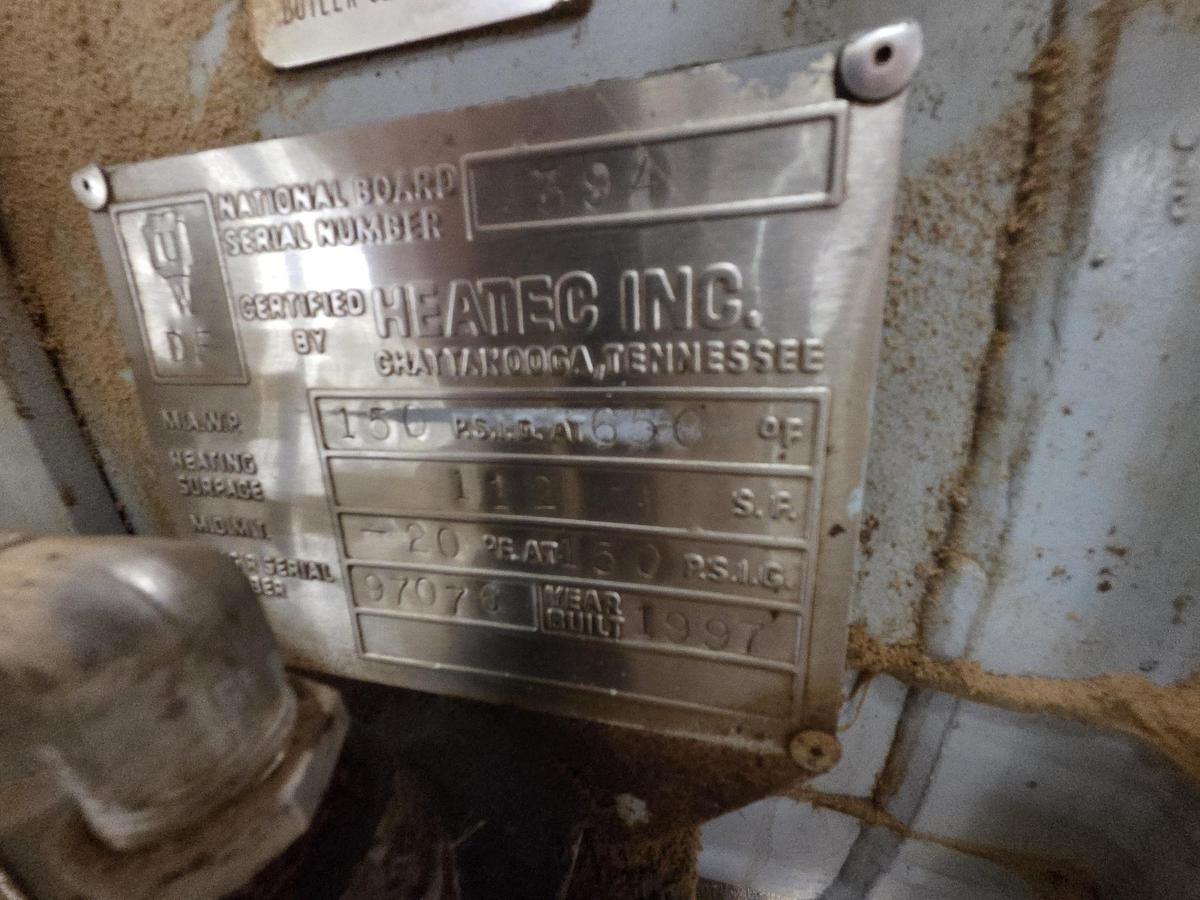 NATIONAL BOARD
SERIAL NUMBER
394
U
W
DF
CERTIFIED
BY
HEATEC INC.
CHATTANOOGA, TENNESSEE
M.A.W.P.
150 P.S.I.G. AT 650 °F
HEATING
SURFACE
112 S.F.
M.D.M.T.
-20 °F. AT 150 P.S.I.G.
SERIAL
YEAR
BUILT
1997